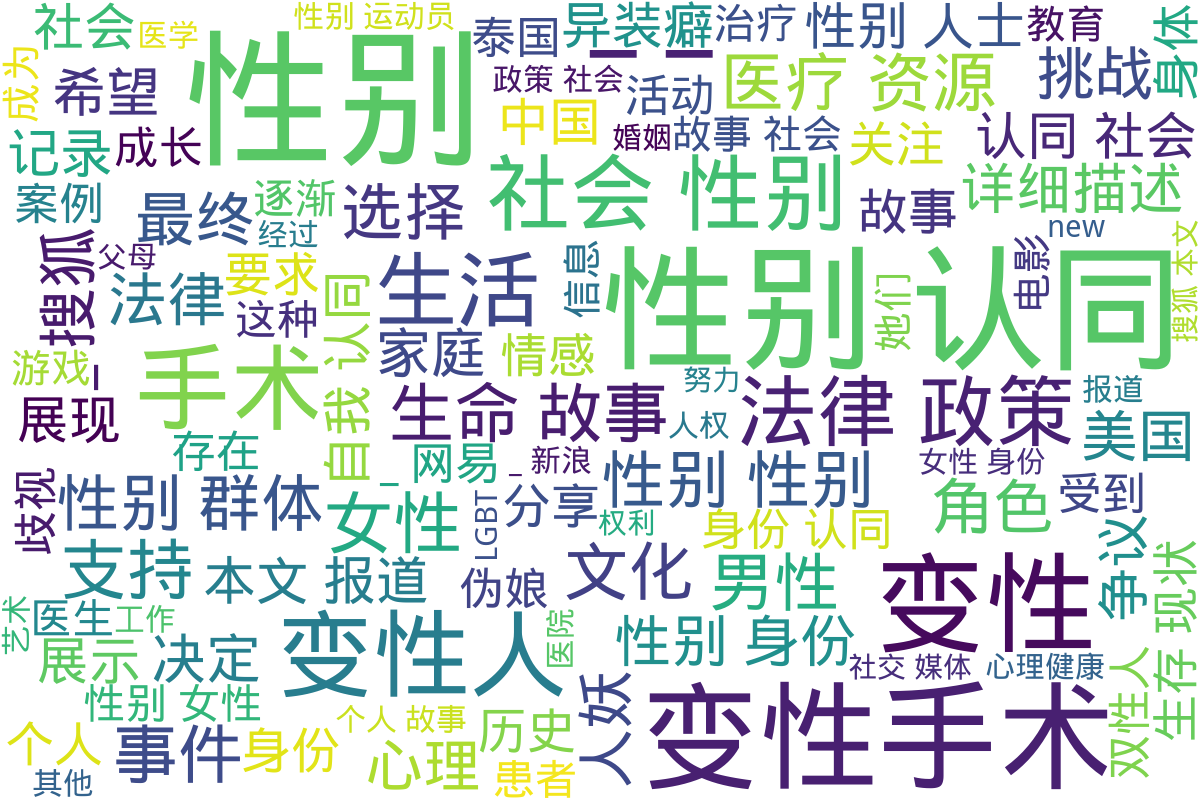 性别 运动员
社会
医学
成为
希望
性别
泰国
异装癖
治疗
性别 人士
教育
身体
政策 社会
医疗 资源
挑战
中国
活动
婚姻
故事 社会
关注
认同 社会
记录
成长
案例
最终
逐渐
经过
选择
社会 性别
故事
详细描述
new
搜狐_
父母
法律
要求
这种
自我 认同
生活
信息
性别 认同
她们
电影
搜狐 本文
游戏
手术
家庭
情感
展现
生命 故事
努力
人权
法律 政策
报道
美国
存在
_ 网易
_ 新浪
性别 性别
女性 身份
歧视
性别 群体
女性
LGBT
分享
权利
身份 认同
角色
受到
支持
本文 报道
伪娘
文化
男性
变性
争议
现状
艺术
医生
工作
展示
决定
变性人
医院
性别 身份
社交 媒体
心理健康
双性人
生存
性别 女性
个人 故事
人妖
变性手术
个人
事件
身份
心理
历史
患者
其他